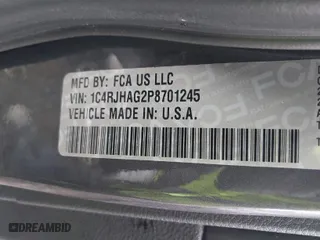 MFD BY: FCA US LLC
VIN: 1C4RJHAG2P8701245
VEHICLE MADE IN: U.S.A.
DREAMBID